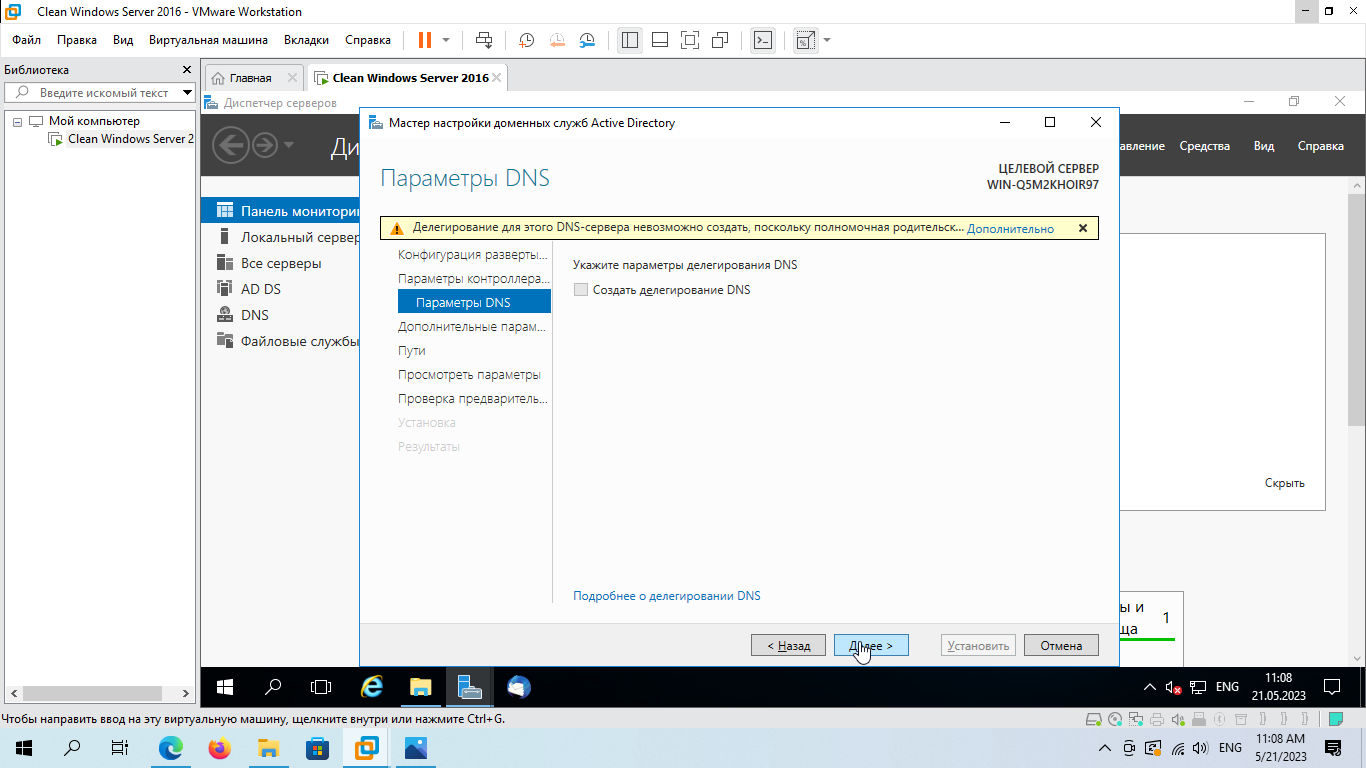 Clean Windows Server 2016 - VMware Workstation
Файл Правка Вид Виртуальная машина Вкладки Справка
Библиотека
Введите искомый текст
Мой компьютер
Clean Windows Server 2
Главная
Clean Windows Server 2016
Диспетчер серверов
Ди
авление Средства Вид Справка
Панель монитори
Локальный сервер
Все серверы
AD DS
DNS
Файловые службы
Мастер настройки доменных служб Active Directory
Параметры DNS
ЦЕЛЕВОЙ СЕРВЕР
WIN-Q5M2KHOIR97
Делегирование для этого DNS-сервера невозможно создать, поскольку полномочная родительск... Дополнительно
Конфигурация разверты...
Параметры контроллера...
Параметры DNS
Дополнительные парам...
Пути
Просмотреть параметры
Проверка предваритель...
Установка
Результаты
Укажите параметры делегирования DNS
Создать делегирование DNS
Подробнее о делегировании DNS
< Назад
Далее >
Установить
Отмена
Скрыть
ы и
ща
1
ENG
11:08
21.05.2023
Чтобы направить ввод на эту виртуальную машину, щелкните внутри или нажмите Ctrl+G.
ENG
11:08 AM
5/21/2023